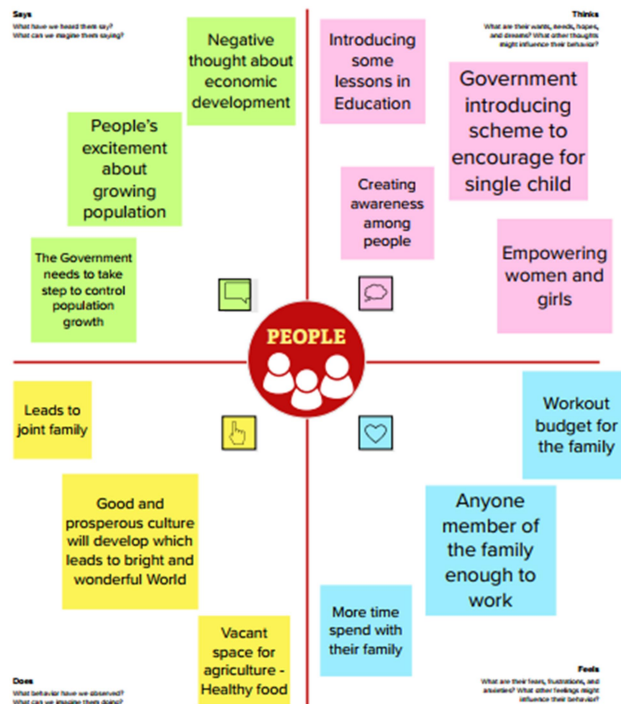 Says
What have we heard them say?
What can we imagine them saying?
Negative
thought about
economic
development
People's
excitement
about
growing
population
The Government
needs to take
step to control
population
growth
Thinks
What are their wants, needs, hopes,
and dreams? What other thoughts
might influence their behavior?
Introducing
some
lessons in
Education
Government
introducing
scheme to
encourage for
single child
Creating
awareness
among
people
Empowering
women and
girls
PEOPLE
Leads to
joint family
Good and
prosperous culture
will develop which
leads to bright and
wonderful World
Vacant
space for
agriculture -
Healthy food
Does
What behavior have we observed?
What can we imagine them doing?
Workout
budget for
the family
Anyone
member of
the family
enough to
work
More time
spend with
their family
Feels
What are their fears, frustrations, and
anxieties? What other feelings might
influence their behavior?